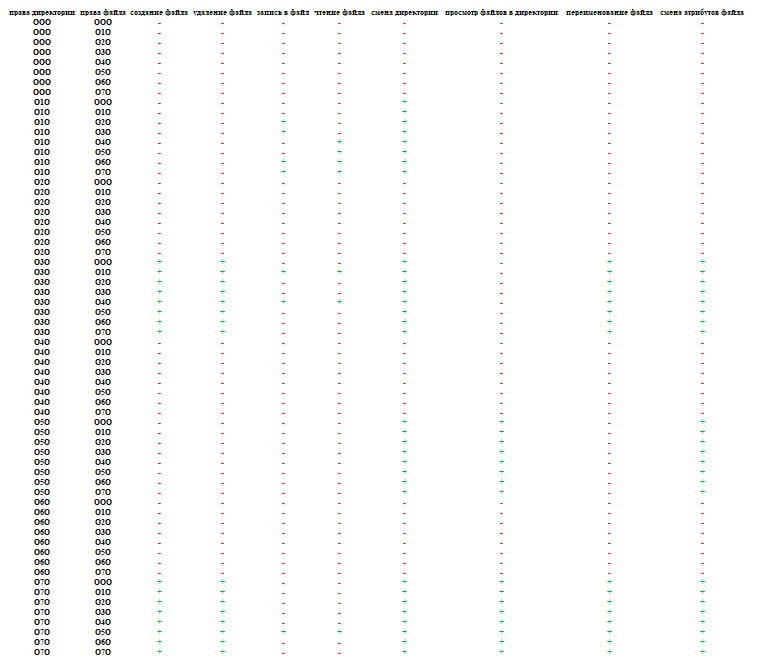 права директории права файла создание файла удаление файла запись в файл чтение файла смена директории просмотр файлов в директории переименование файла смена атрибутов файла
000 000 - - - - - - - -
000 010 - - - - - - - -
000 020 - - - - - - - -
000 030 - - - - - - - -
000 040 - - - - - - - -
000 050 - - - - - - - -
000 060 - - - - - - - -
000 070 - - - - - - - -
010 000 - - - - + - - -
010 010 - - - - + - - -
010 020 - - + - + - - -
010 030 - - + - + - - -
010 040 - - - + + - - -
010 050 - - - + + - - -
010 060 - - + + + - - -
010 070 - - + + + - - -
020 000 - - - - - - - -
020 010 - - - - - - - -
020 020 - - - - - - - -
020 030 - - - - - - - -
020 040 - - - - - - - -
020 050 - - - - - - - -
020 060 - - - - - - - -
020 070 - - - - - - - -
030 000 + + - - + - + +
030 010 + + + + + - + +
030 020 + + - - + - + +
030 030 + + - - + - + +
030 040 + + + + + - + +
030 050 + + - - + - + +
030 060 + + - - + - + +
030 070 + + - - + - + +
040 000 - - - - - - - -
040 010 - - - - - - - -
040 020 - - - - - - - -
040 030 - - - - - - - -
040 040 - - - - - - - -
040 050 - - - - - - - -
040 060 - - - - - - - -
040 070 - - - - - - - -
050 000 - - - - + + - +
050 010 - - - - + + - +
050 020 - - - - + + - +
050 030 - - - - + + - +
050 040 - - - - + + - +
050 050 - - - - + + - +
050 060 - - - - + + - +
050 070 - - - - + + - +
060 000 - - - - - - - -
060 010 - - - - - - - -
060 020 - - - - - - - -
060 030 - - - - - - - -
060 040 - - - - - - - -
060 050 - - - - - - - -
060 060 - - - - - - - -
060 070 - - - - - - - -
070 000 + + - - + + + +
070 010 + + - - + + + +
070 020 + + - - + + + +
070 030 + + - - + + + +
070 040 + + - - + + + +
070 050 + + + + + + + +
070 060 + + - - + + + +
070 070 + + - - + + + +